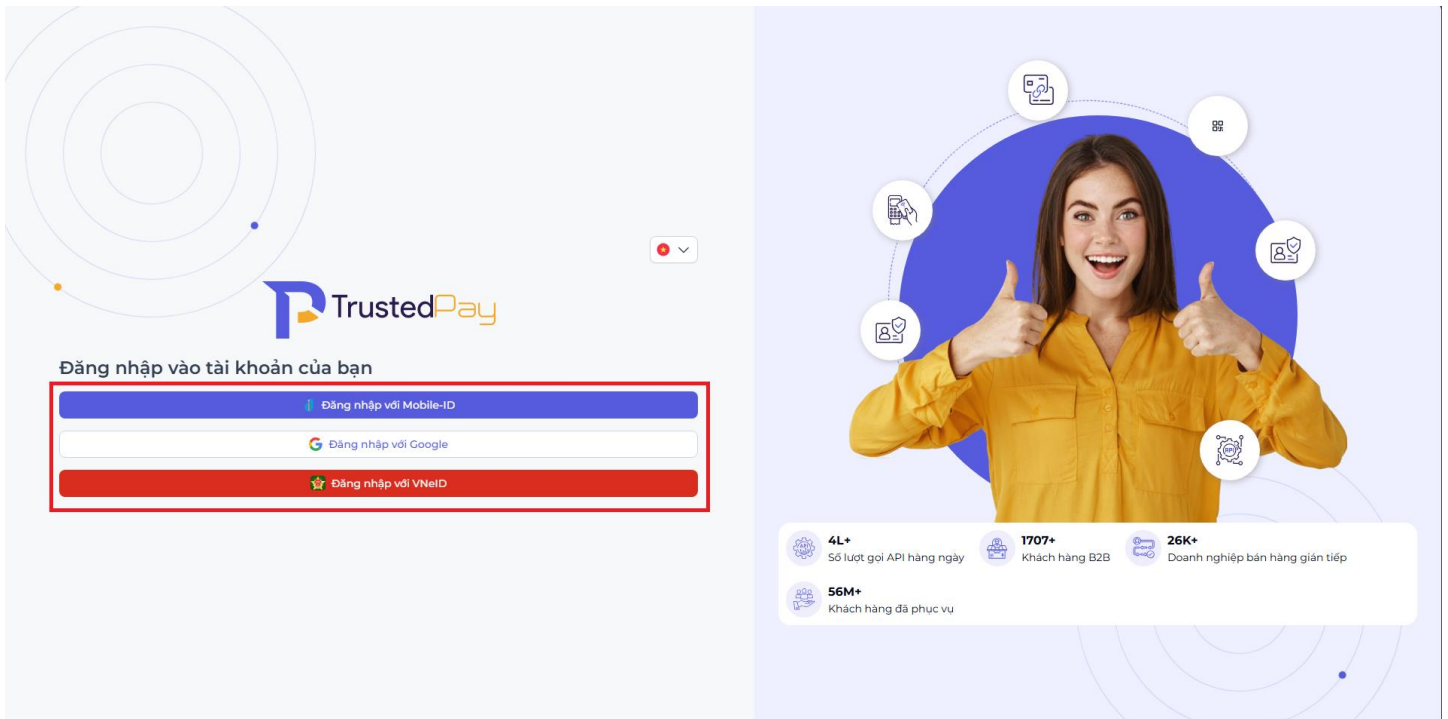 TrustedPay
Đăng nhập vào tài khoản của bạn
Đăng nhập với Mobile-ID
Đăng nhập với Google
Đăng nhập với VNeID
API
4L+
Số lượt gọi API hàng ngày
1707+
Khách hàng B2B
26K+
Doanh nghiệp bán hàng gián tiếp
56M+
Khách hàng đã phục vụ